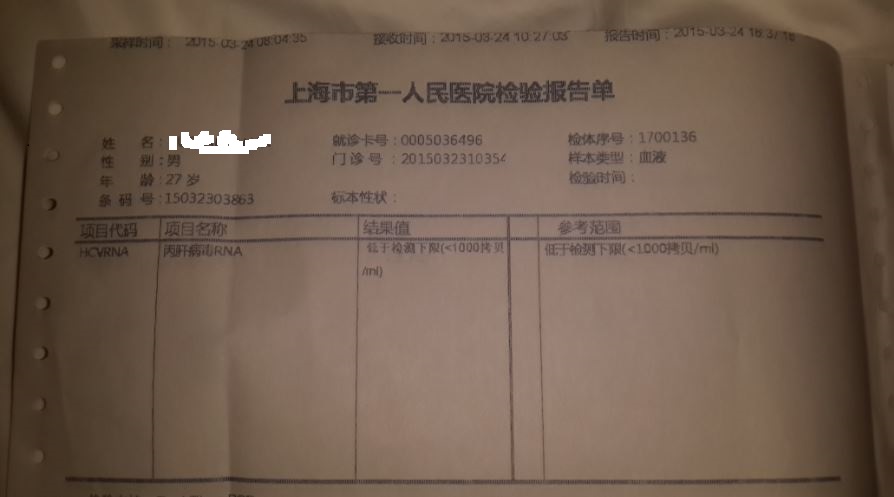 采样时间： 2015-03-24 08:04:35 接收时间：2015-03-24 10:27:03 报告时间：2015-03-24 16:37:16
上海市第一人民医院检验报告单
姓 名： 就诊卡号：0005036496 检体序号：1700136
性 别：男 门 诊 号：2015032310354 样本类型：血液
年 龄：27 岁 检验时间：
条 码 号：15032303863 标本性状：
项目代码 项目名称 结果值 参考范围
HCVRNA 丙肝病毒RNA 低于检测下限(<1000拷贝 低于检测下限(<1000拷贝/ml)
/ml)